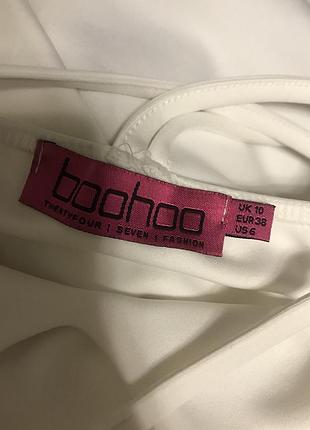 boohoo
TWENTYFOUR | SEVEN | FASHION
UK 10
EUR 38
US 6